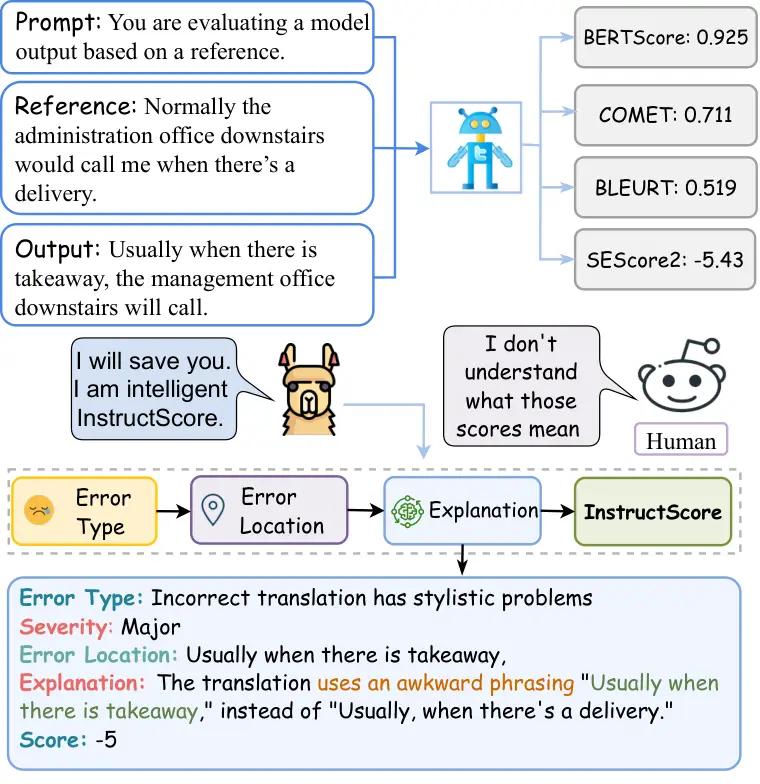 Prompt: You are evaluating a model
output based on a reference.
Reference: Normally the
administration office downstairs
would call me when there's a
delivery.
Output: Usually when there is
takeaway, the management office
downstairs will call.
BERTScore: 0.925
COMET: 0.711
BLEURT: 0.519
SEScore2: -5.43
I will save you.
I am intelligent
InstructScore.
I don't
understand
what those
scores mean
Human
Error
Type
Error
Location
Explanation
InstructScore
Error Type: Incorrect translation has stylistic problems
Severity: Major
Error Location: Usually when there is takeaway,
Explanation: The translation uses an awkward phrasing "Usually when
there is takeaway," instead of "Usually, when there's a delivery."
Score: -5